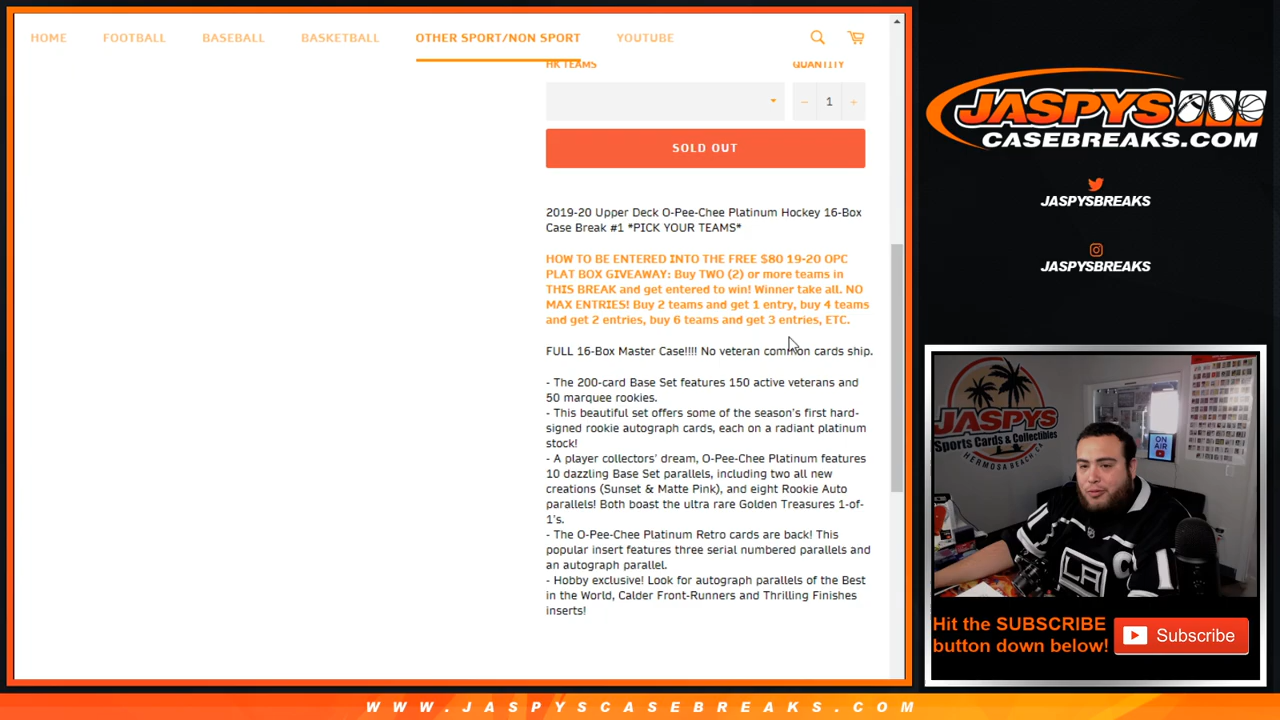 HOME
FOOTBALL
BASEBALL
BASKETBALL
OTHER SPORT/NON SPORT
YOUTUBE
HK TEAMS
QUANTITY
− 1 +
SOLD OUT
2019-20 Upper Deck O-Pee-Chee Platinum Hockey 16-Box
Case Break #1 *PICK YOUR TEAMS*
HOW TO BE ENTERED INTO THE FREE $80 19-20 OPC
PLAT BOX GIVEAWAY: Buy TWO (2) or more teams in
THIS BREAK and get entered to win! Winner take all. NO
MAX ENTRIES! Buy 2 teams and get 1 entry, buy 4 teams
and get 2 entries, buy 6 teams and get 3 entries, ETC.
FULL 16-Box Master Case!!!! No veteran common cards ship.
- The 200-card Base Set features 150 active veterans and
50 marquee rookies.
- This beautiful set offers some of the season's first hard-
signed rookie autograph cards, each on a radiant platinum
stock!
- A player collectors' dream, O-Pee-Chee Platinum features
10 dazzling Base Set parallels, including two all new
creations (Sunset & Matte Pink), and eight Rookie Auto
parallels! Both boast the ultra rare Golden Treasures 1-of-
1's.
- The O-Pee-Chee Platinum Retro cards are back! This
popular insert features three serial numbered parallels and
an autograph parallel.
- Hobby exclusive! Look for autograph parallels of the Best
in the World, Calder Front-Runners and Thrilling Finishes
inserts!
JASPYS
CASEBREAKS.COM
JASPYSBREAKS
JASPYSBREAKS
JASPYS
Sports Cards & Collectibles
HERMOSA BEACH CA
ON
AIR
LA
C
1
Hit the SUBSCRIBE
button down below!
Subscribe
WWW.JASPYSCASEBREAKS.COM